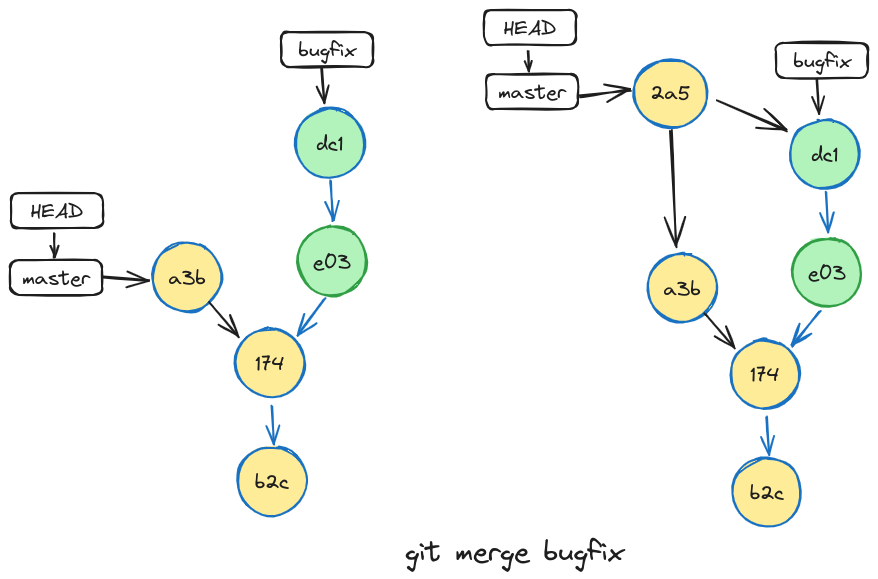 bugfix
dc1
HEAD
e03
master
a3b
174
b2c
HEAD
master
2a5
bugfix
dc1
a3b
e03
174
b2c
git merge bugfix